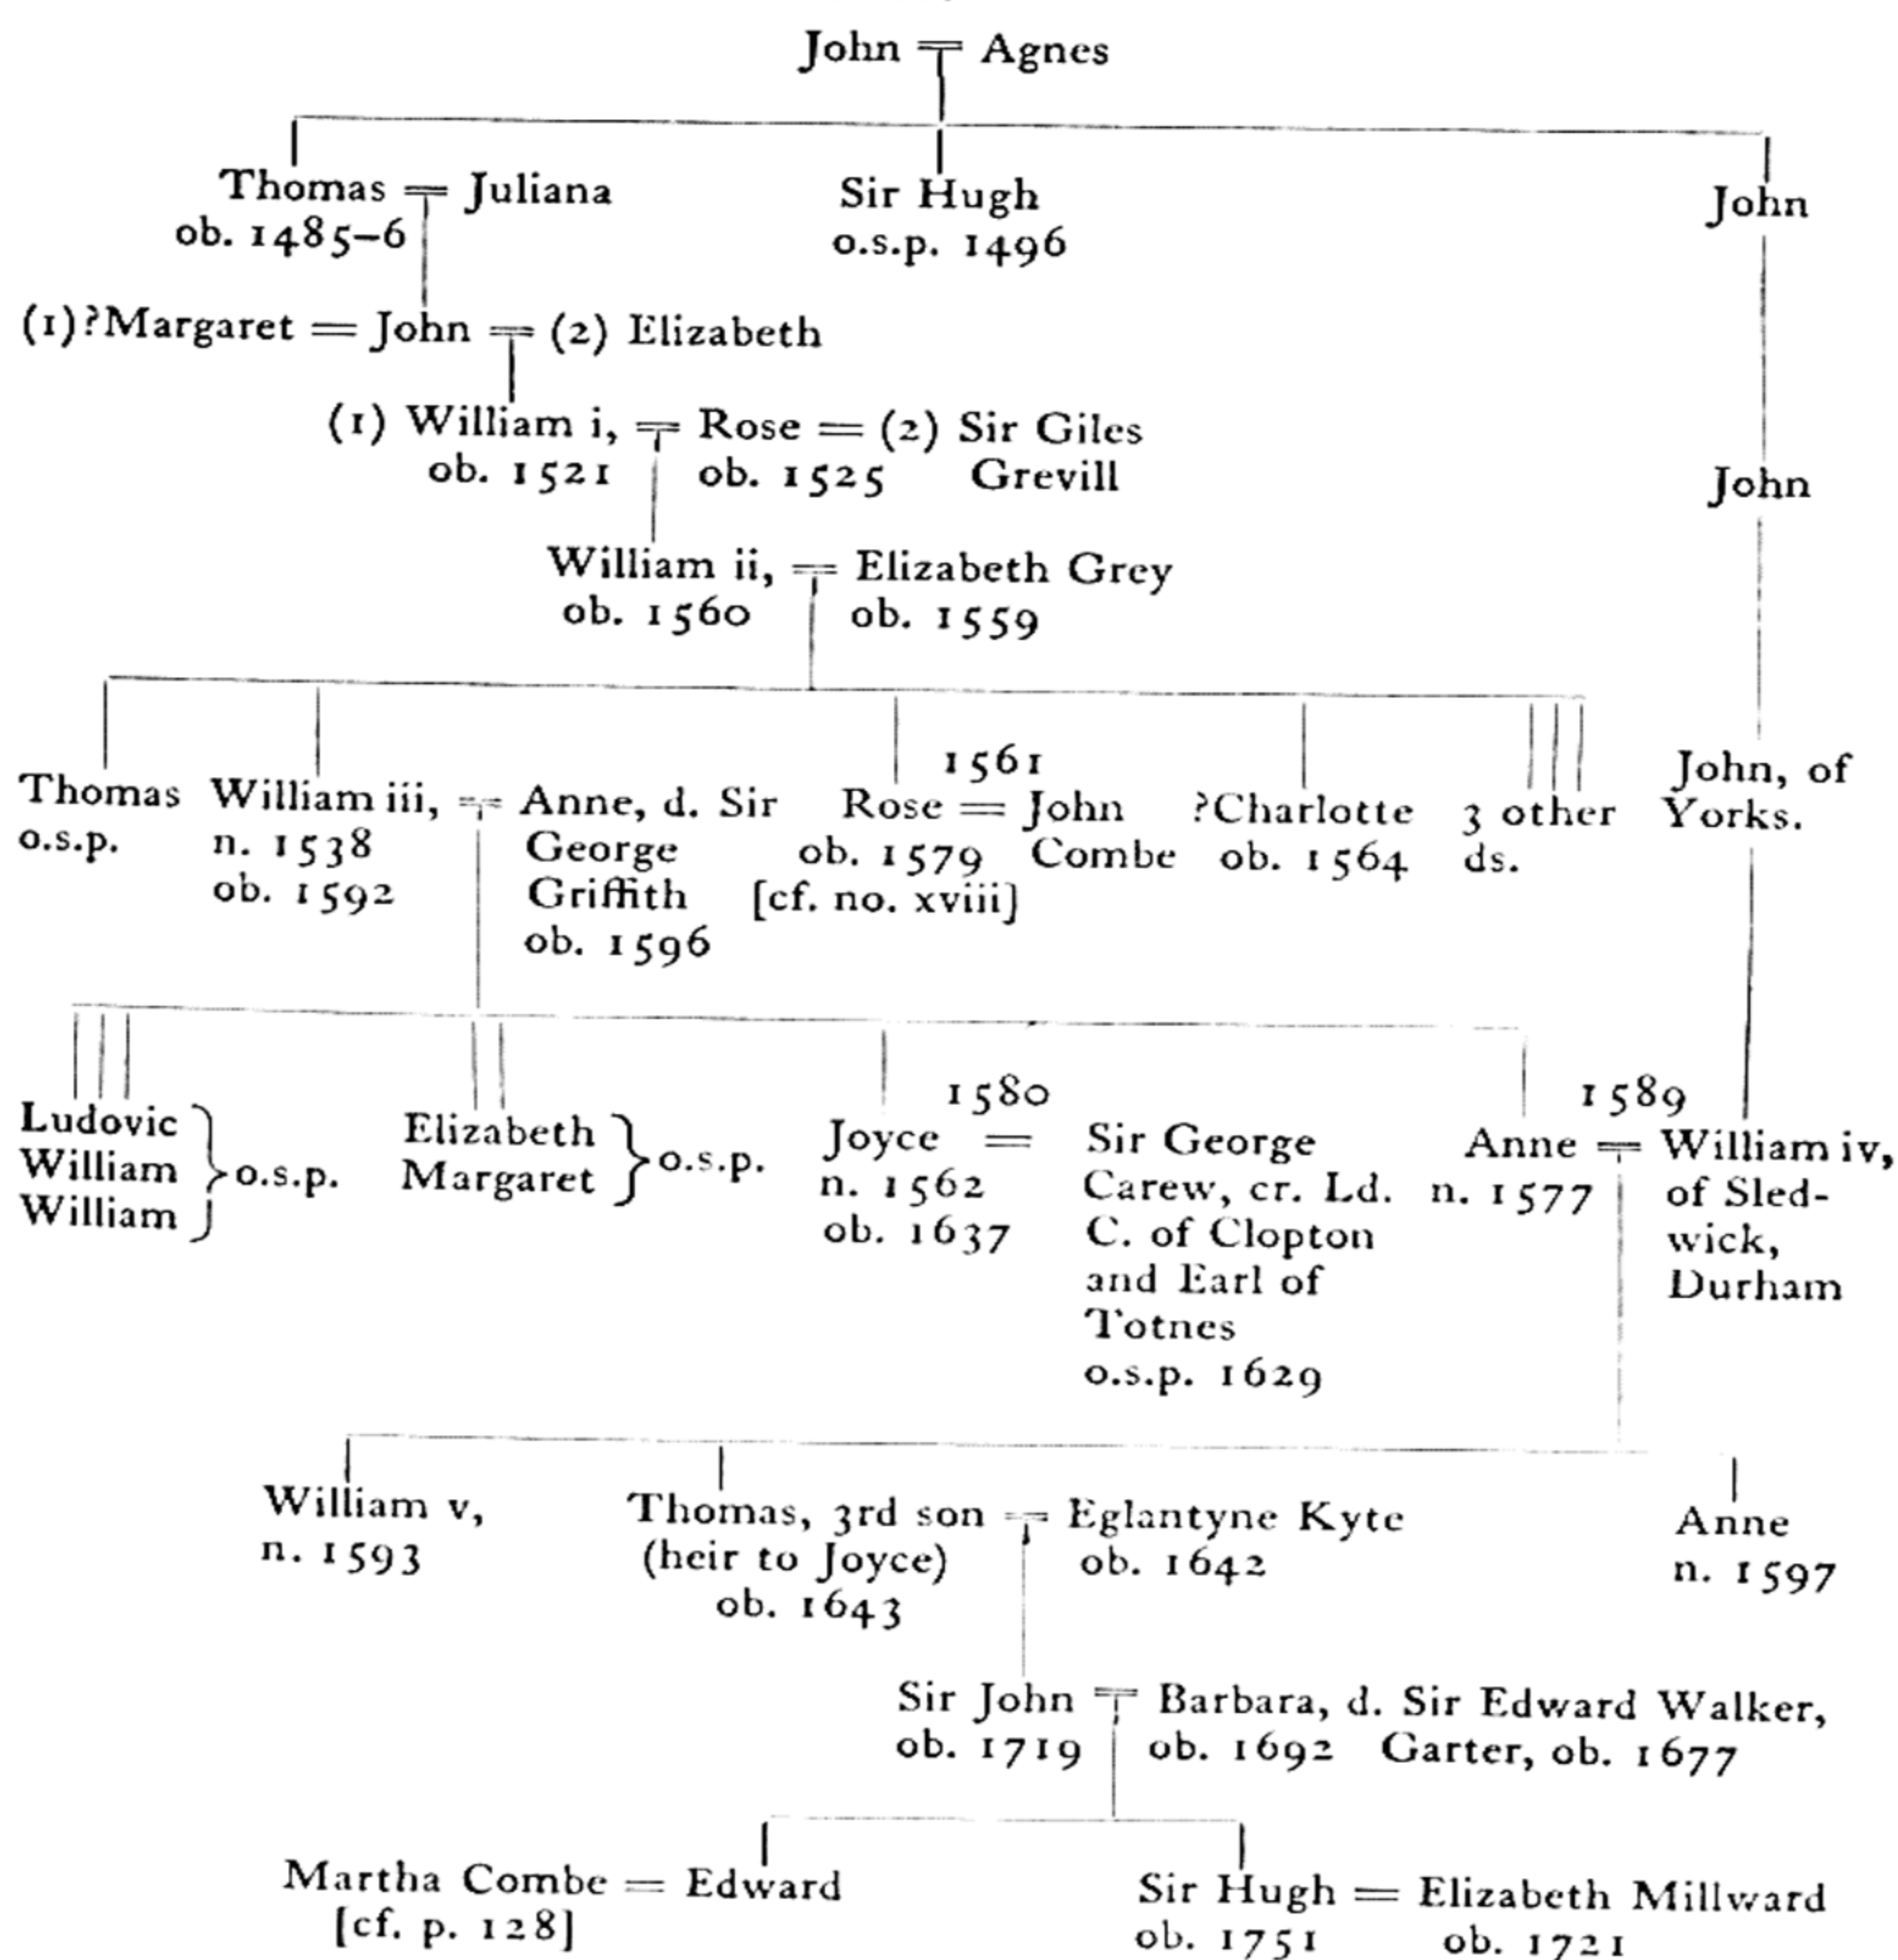 John = Agnes
Thomas = Juliana Sir Hugh John
ob. 1485–6 o.s.p. 1496
(1) ?Margaret = John = (2) Elizabeth
(1) William i, = Rose = (2) Sir Giles
ob. 1521 ob. 1525 Grevill
John
William ii, = Elizabeth Grey
ob. 1560 ob. 1559
1561 John, of
Thomas William iii, = Anne, d. Sir Rose = John ?Charlotte 3 other Yorks.
o.s.p. n. 1538 George ob. 1579 Combe ob. 1564 ds.
ob. 1592 Griffith [cf. no. xviii]
ob. 1596
1580 1589
Ludovic Elizabeth Joyce = Sir George Anne = William iv,
William } o.s.p. Margaret } o.s.p. n. 1562 Carew, cr. Ld. n. 1577 of Sled-
William ob. 1637 C. of Clopton wick,
and Earl of Durham
Totnes
o.s.p. 1629
William v, Thomas, 3rd son = Eglantyne Kyte Anne
n. 1593 (heir to Joyce) ob. 1642 n. 1597
ob. 1643
Sir John = Barbara, d. Sir Edward Walker,
ob. 1719 ob. 1692 Garter, ob. 1677
Martha Combe = Edward Sir Hugh = Elizabeth Millward
[cf. p. 128] ob. 1751 ob. 1721